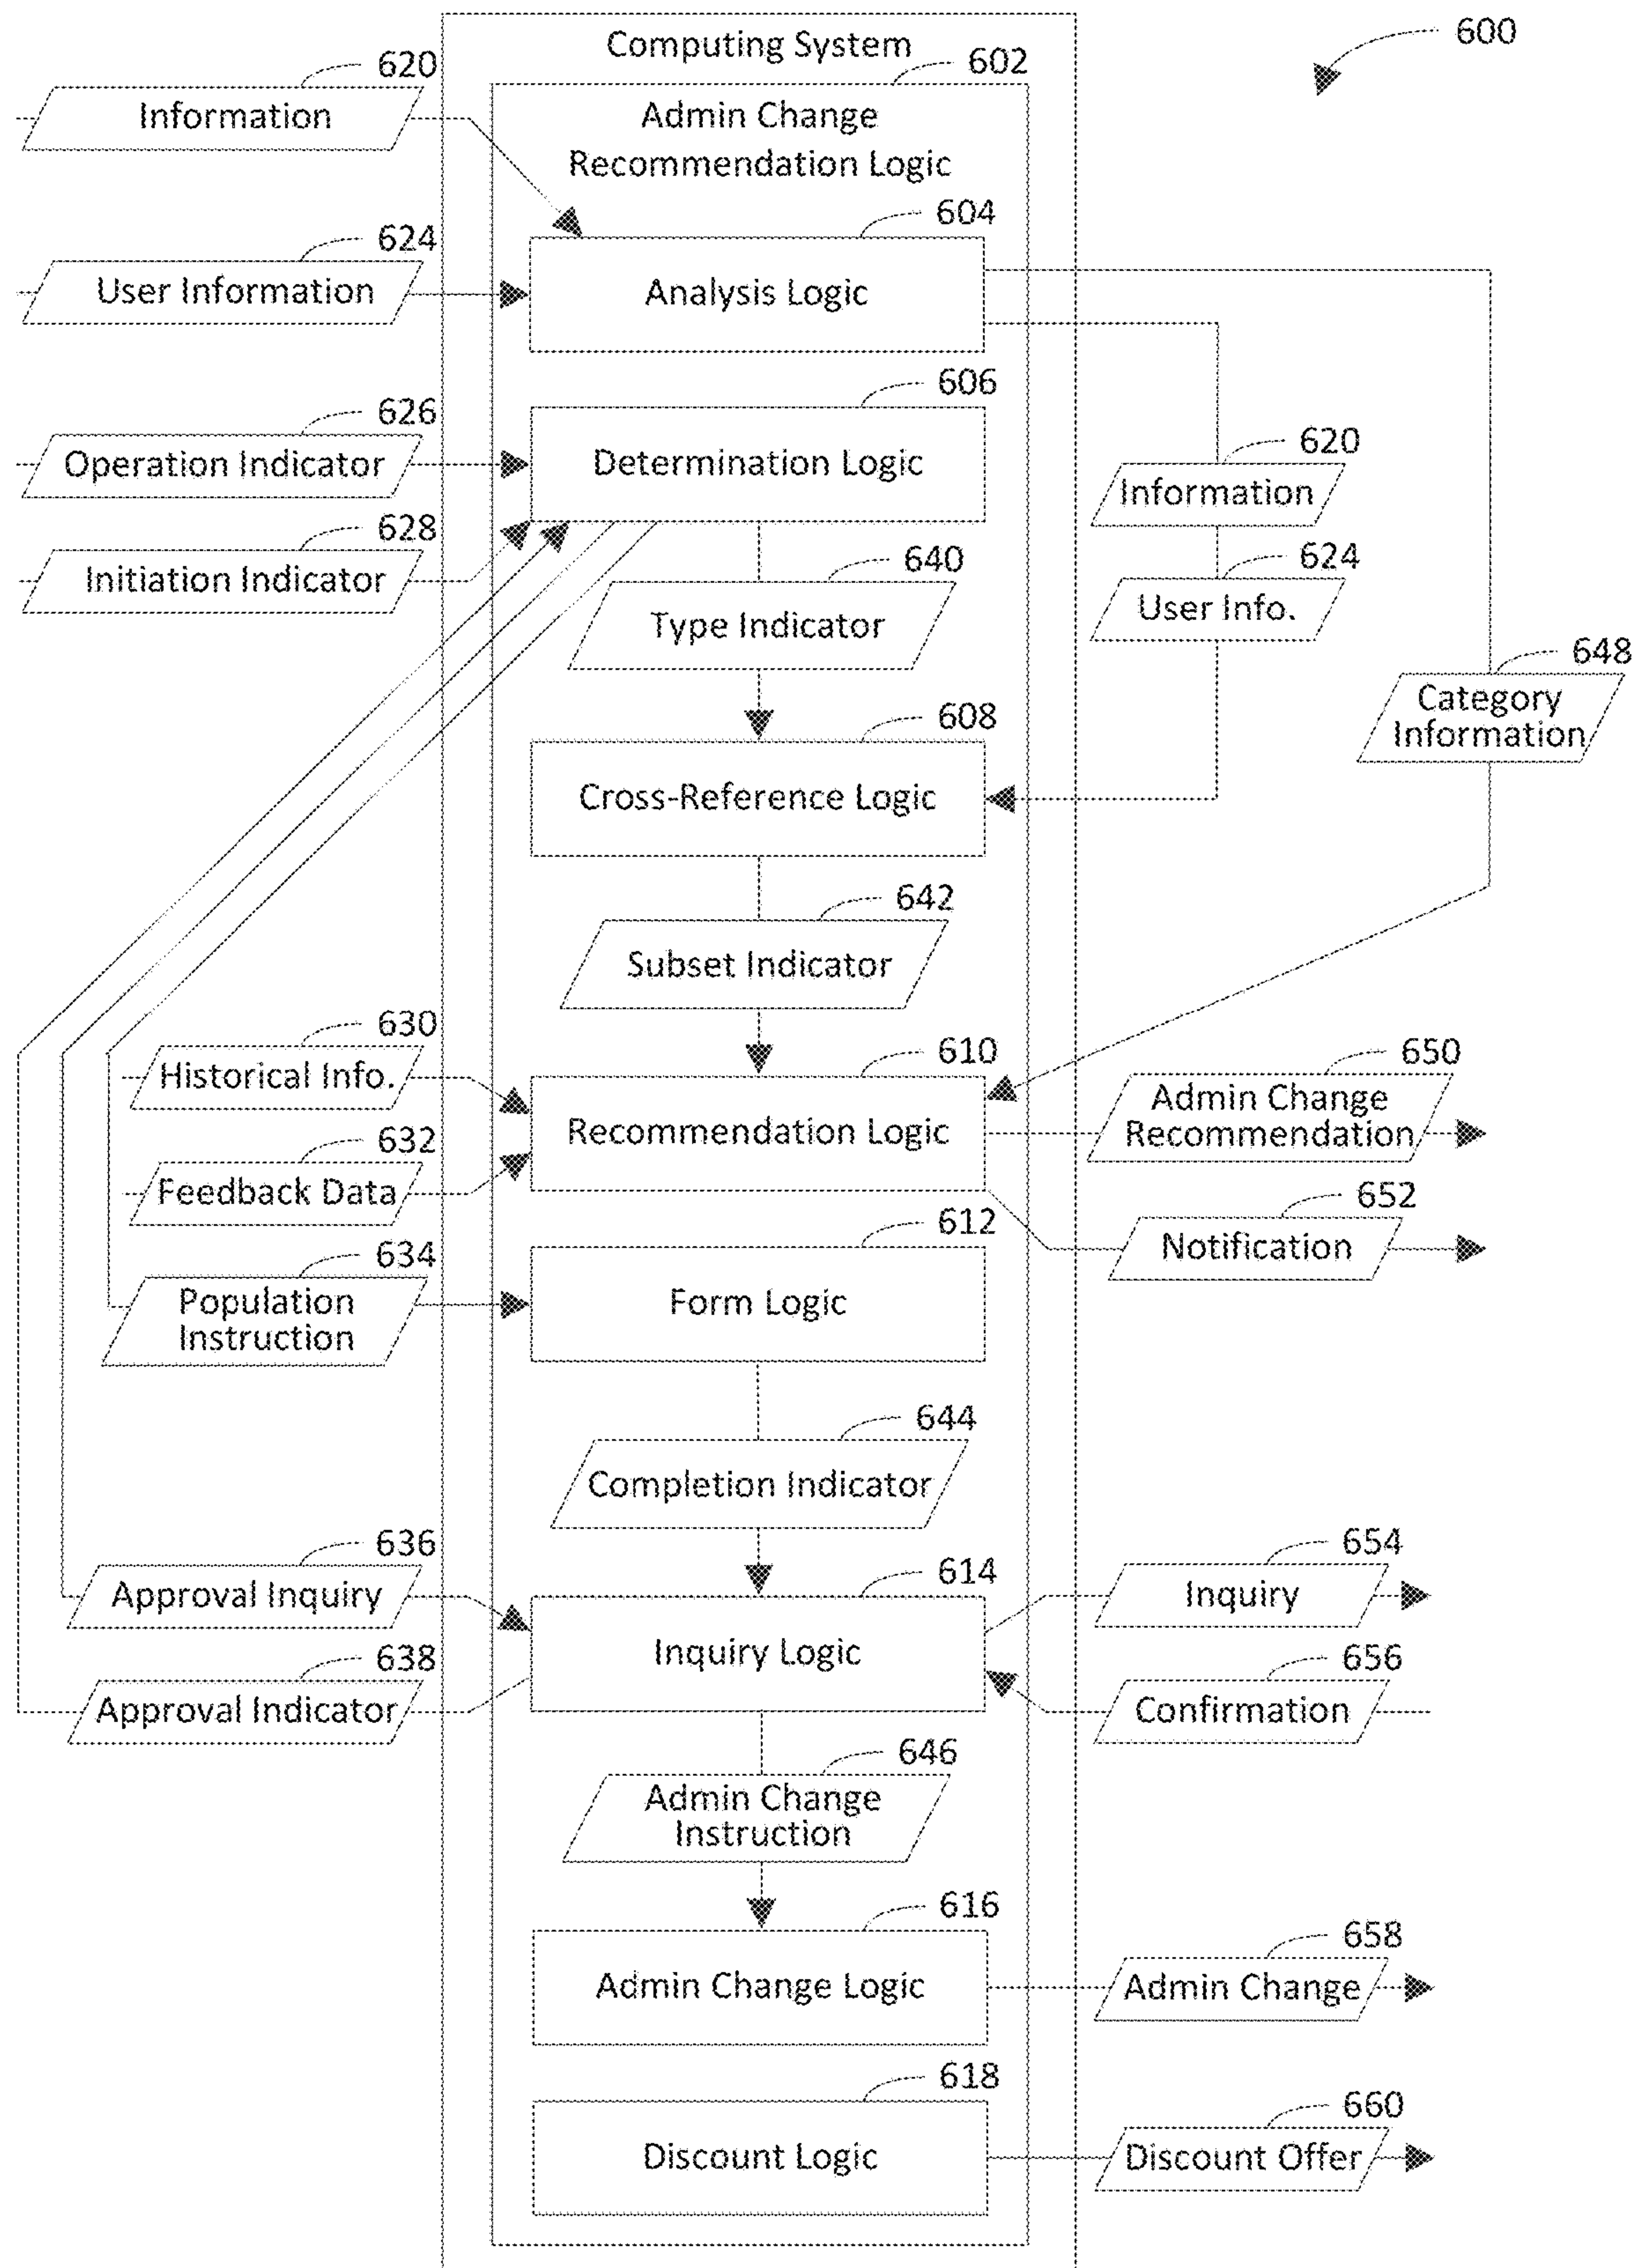 600
Computing System
602
Admin Change
Recommendation Logic
620
Information
604
Analysis Logic
624
User Information
606
Determination Logic
626
Operation Indicator
628
Initiation Indicator
620
Information
624
User Info.
640
Type Indicator
648
Category
Information
608
Cross-Reference Logic
642
Subset Indicator
630
Historical Info.
610
Recommendation Logic
650
Admin Change
Recommendation
632
Feedback Data
652
Notification
634
Population
Instruction
612
Form Logic
644
Completion Indicator
636
Approval Inquiry
614
Inquiry Logic
654
Inquiry
638
Approval Indicator
656
Confirmation
646
Admin Change
Instruction
616
Admin Change Logic
658
Admin Change
618
Discount Logic
660
Discount Offer